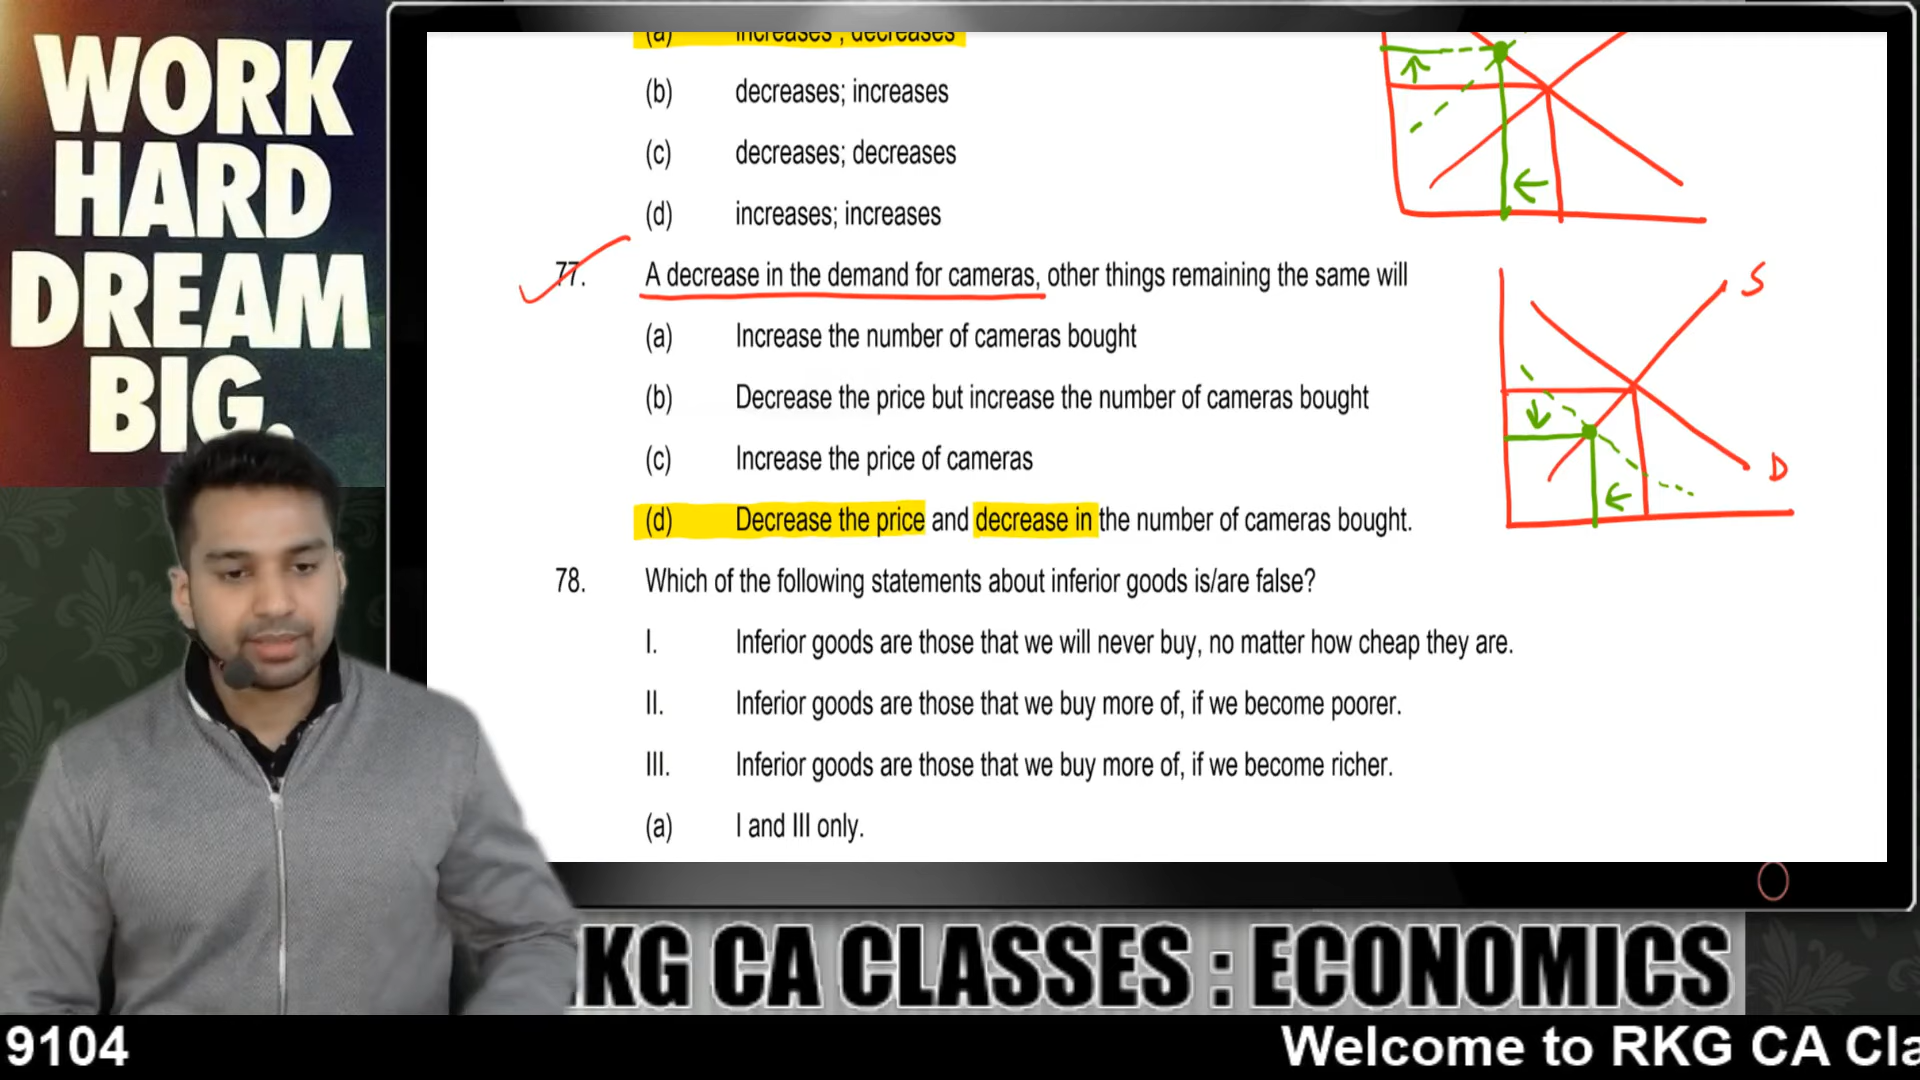 WORK
HARD
DREAM
BIG.
(a) increases ; decreases
(b) decreases; increases
(c) decreases; decreases
(d) increases; increases
77. A decrease in the demand for cameras, other things remaining the same will
(a) Increase the number of cameras bought
(b) Decrease the price but increase the number of cameras bought
(c) Increase the price of cameras
(d) Decrease the price and decrease in the number of cameras bought.
S
D
78. Which of the following statements about inferior goods is/are false?
I. Inferior goods are those that we will never buy, no matter how cheap they are.
II. Inferior goods are those that we buy more of, if we become poorer.
III. Inferior goods are those that we buy more of, if we become richer.
(a) I and III only.
KG CA CLASSES : ECONOMICS
9104 Welcome to RKG CA Cla